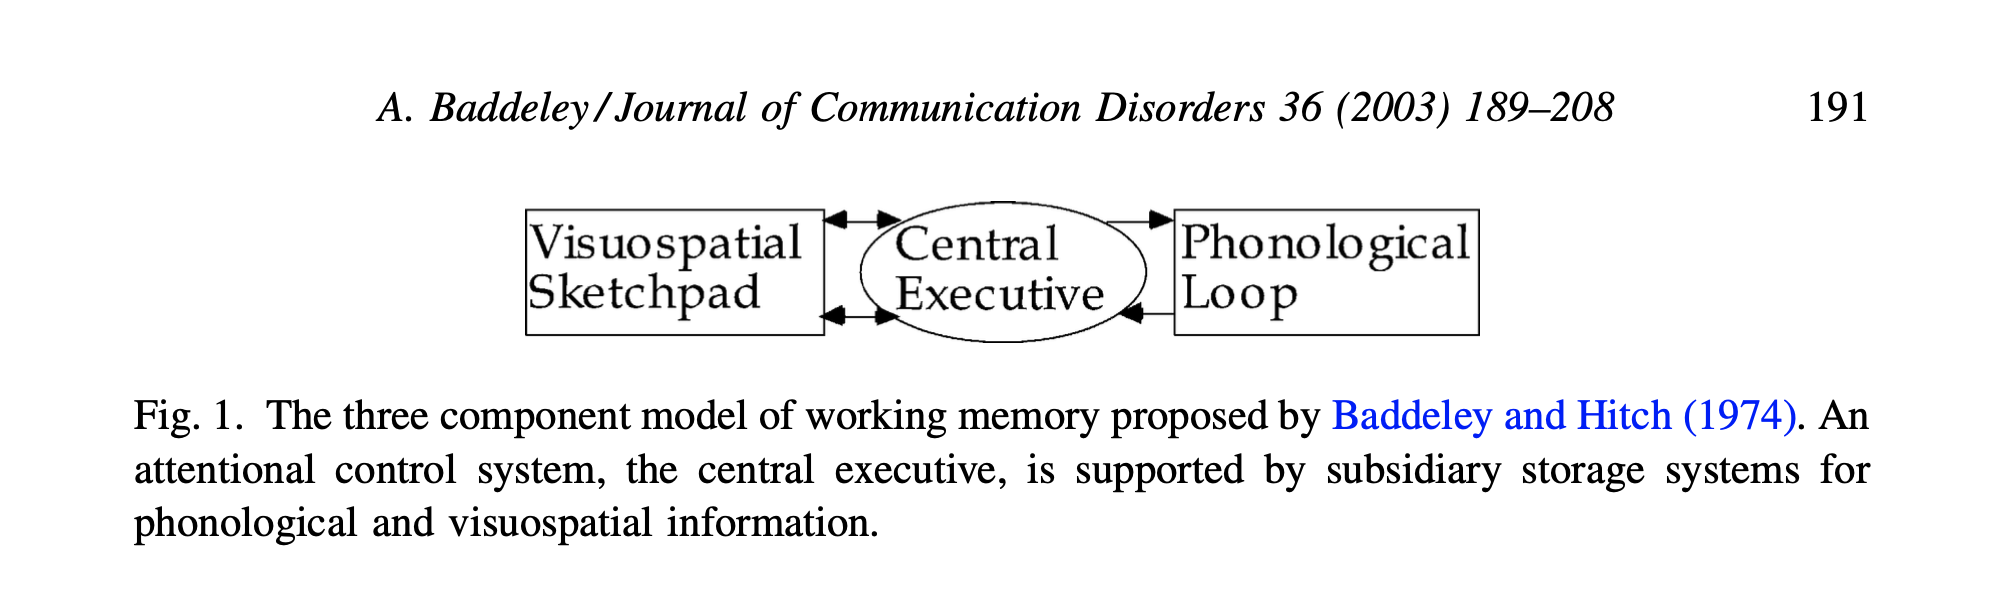 A. Baddeley / Journal of Communication Disorders 36 (2003) 189–208 191
Visuospatial
Sketchpad
Central
Executive
Phonological
Loop
Fig. 1. The three component model of working memory proposed by Baddeley and Hitch (1974). An
attentional control system, the central executive, is supported by subsidiary storage systems for
phonological and visuospatial information.